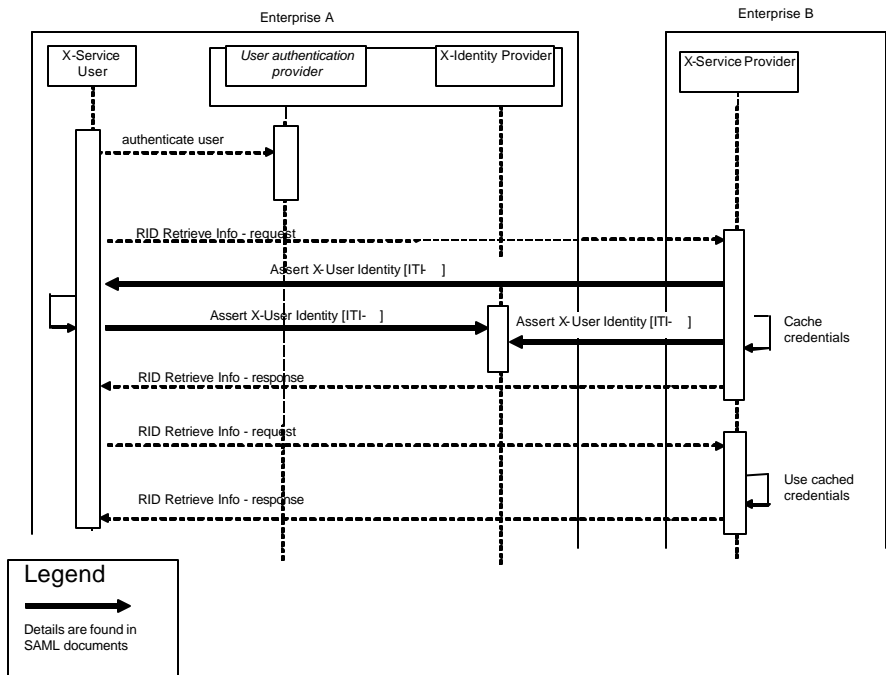 Enterprise A
Enterprise B
X-Service
User
User authentication
provider
X-Identity Provider
X-Service Provider
authenticate user
RID Retrieve Info - request
Assert X-User Identity [ITI- ]
Assert X-User Identity [ITI- ]
Assert X-User Identity [ITI- ]
Cache
credentials
RID Retrieve Info - response
RID Retrieve Info - request
Use cached
credentials
RID Retrieve Info - response
Legend
Details are found in
SAML documents